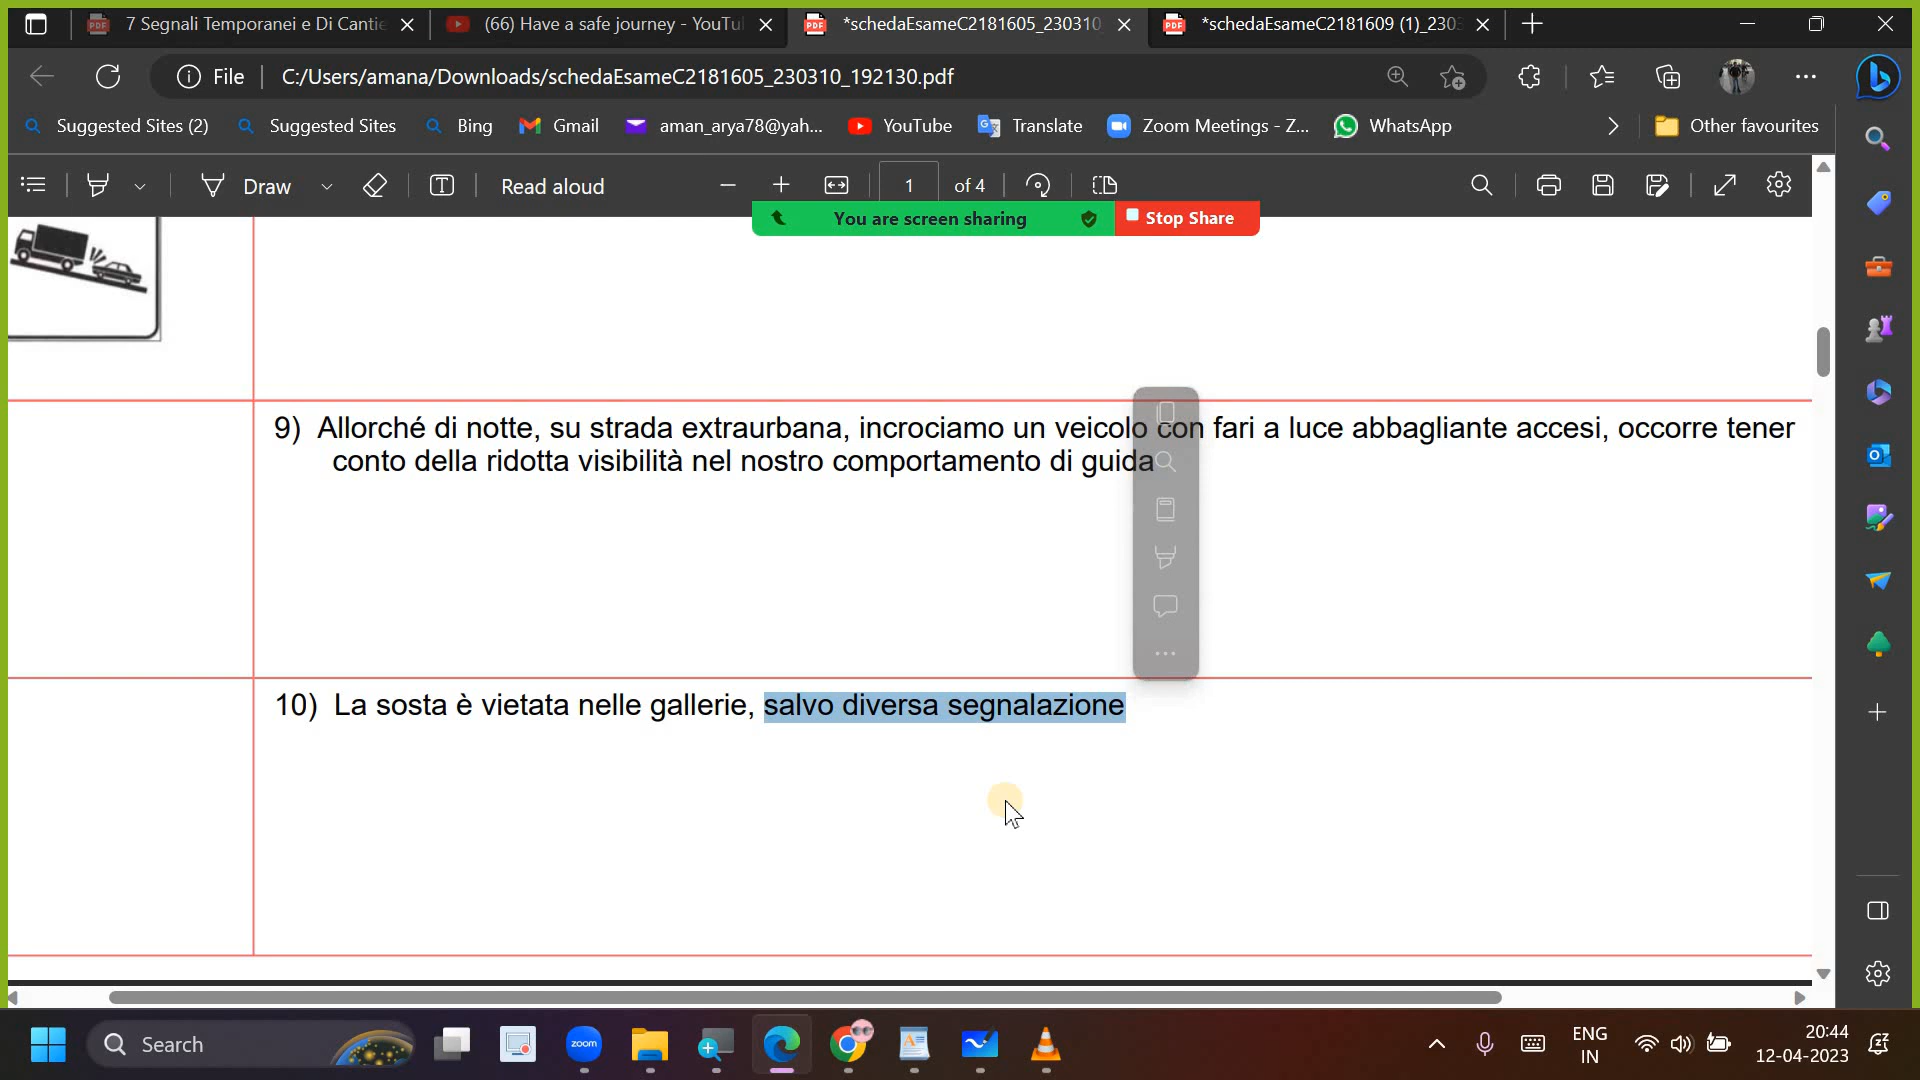 7 Segnali Temporanei e Di Cantie
(66) Have a safe journey - YouTu
*schedaEsameC2181605_230310
*schedaEsameC2181609 (1)_230
File
C:/Users/amana/Downloads/schedaEsameC2181605_230310_192130.pdf
Suggested Sites (2)
Suggested Sites
Bing
Gmail
aman_arya78@yah...
YouTube
Translate
Zoom Meetings - Z...
WhatsApp
Other favourites
Draw
Read aloud
1
of 4
You are screen sharing
Stop Share
9) Allorché di notte, su strada extraurbana, incrociamo un veicolo con fari a luce abbagliante accesi, occorre tener
conto della ridotta visibilità nel nostro comportamento di guida
10) La sosta è vietata nelle gallerie, salvo diversa segnalazione
Search
zoom
ENG
IN
20:44
12-04-2023